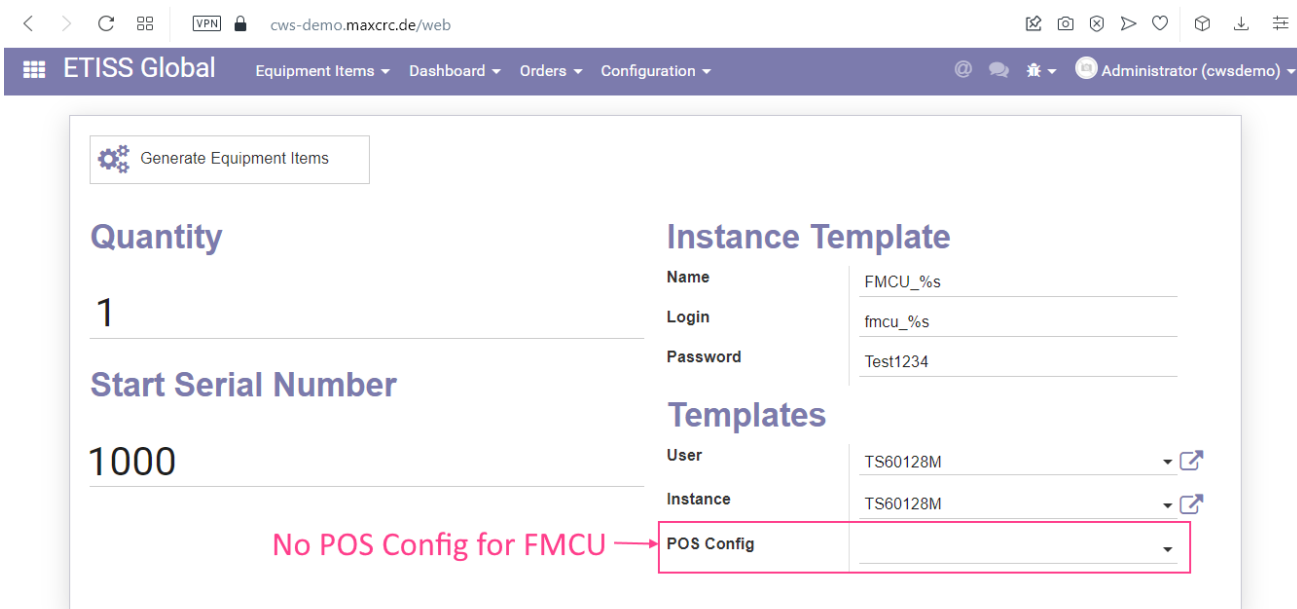 VPN cws-demo.maxcrc.de/web
ETISS Global Equipment Items Dashboard Orders Configuration @ Administrator (cwsdemo)
Generate Equipment Items
Quantity
1
Start Serial Number
1000
Instance Template
Name FMCU_%s
Login fmcu_%s
Password Test1234
Templates
User TS60128M
Instance TS60128M
No POS Config for FMCU
POS Config